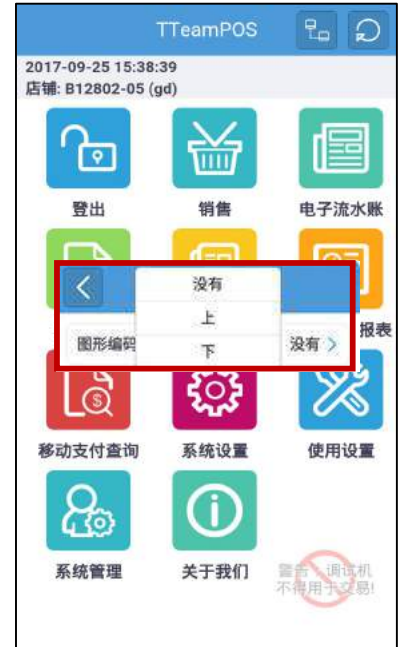 TTeamPOS
2017-09-25 15:38:39
店铺: B12802-05 (gd)
登出
销售
电子流水账
没有
上
图形编码
下
没有
报表
移动支付查询
系统设置
使用设置
系统管理
关于我们
警告，调试机
不得用于交易!